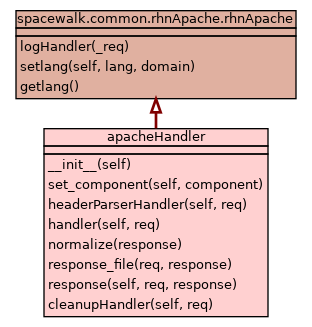 spacewalk.common.rhnApache.rhnApache
logHandler(_req)
setlang(self, lang, domain)
getlang()
apacheHandler
__init__(self)
set_component(self, component)
headerParserHandler(self, req)
handler(self, req)
normalize(response)
response_file(req, response)
response(self, req, response)
cleanupHandler(self, req)